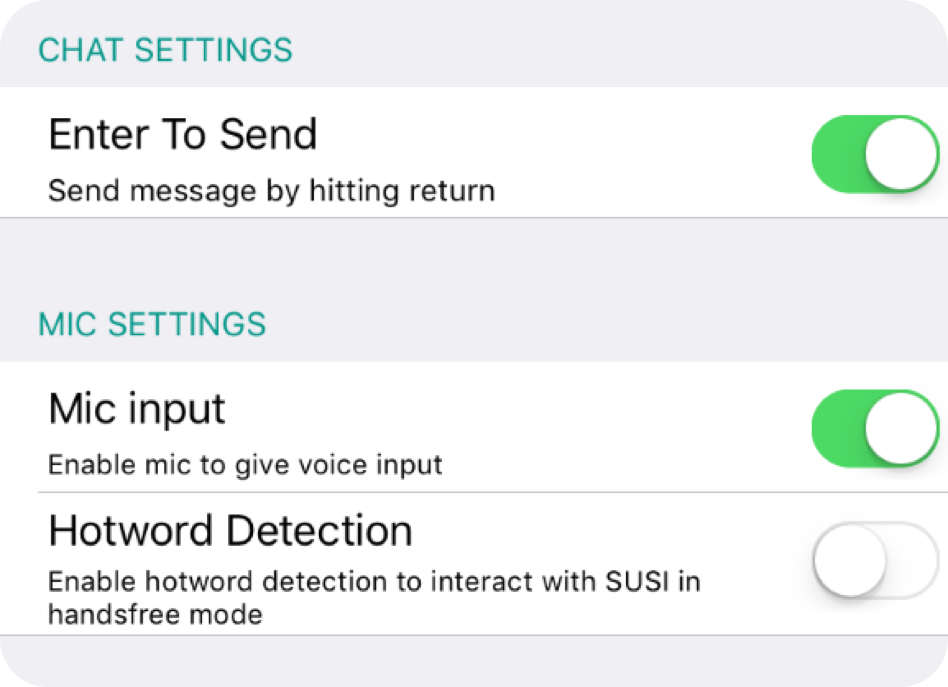 CHAT SETTINGS
Enter To Send
Send message by hitting return
MIC SETTINGS
Mic input
Enable mic to give voice input
Hotword Detection
Enable hotword detection to interact with SUSI in
handsfree mode